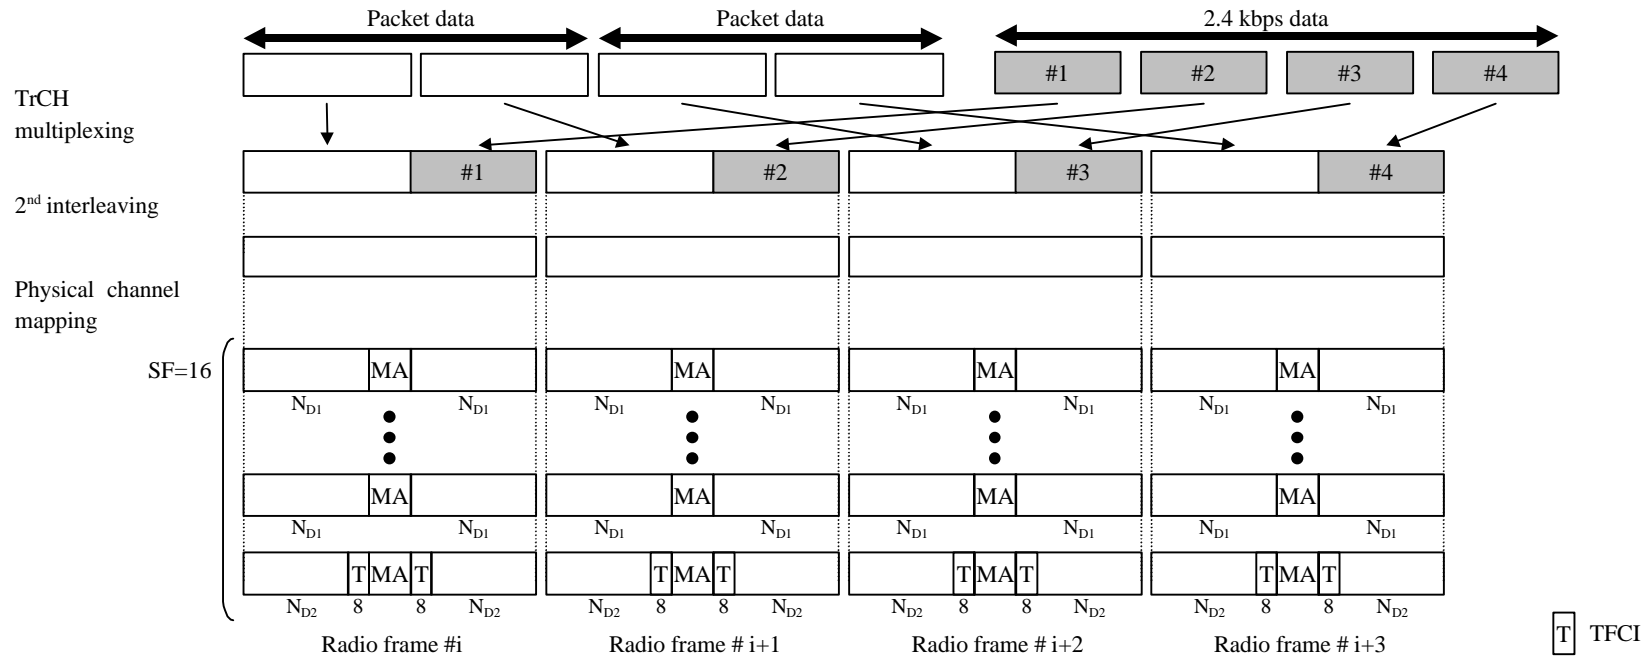 Packet data Packet data 2.4 kbps data
#1 #2 #3 #4
TrCH
multiplexing
#1 #2 #3 #4
2nd interleaving
Physical channel
mapping
SF=16 MA MA MA MA
ND1 ND1 ND1 ND1 ND1 ND1 ND1 ND1
MA MA MA MA
ND1 ND1 ND1 ND1 ND1 ND1 ND1 ND1
T MA T T MA T T MA T T MA T
ND2 8 8 ND2 ND2 8 8 ND2 ND2 8 8 ND2 ND2 8 8 ND2
Radio frame #i Radio frame # i+1 Radio frame # i+2 Radio frame # i+3
T TFCI